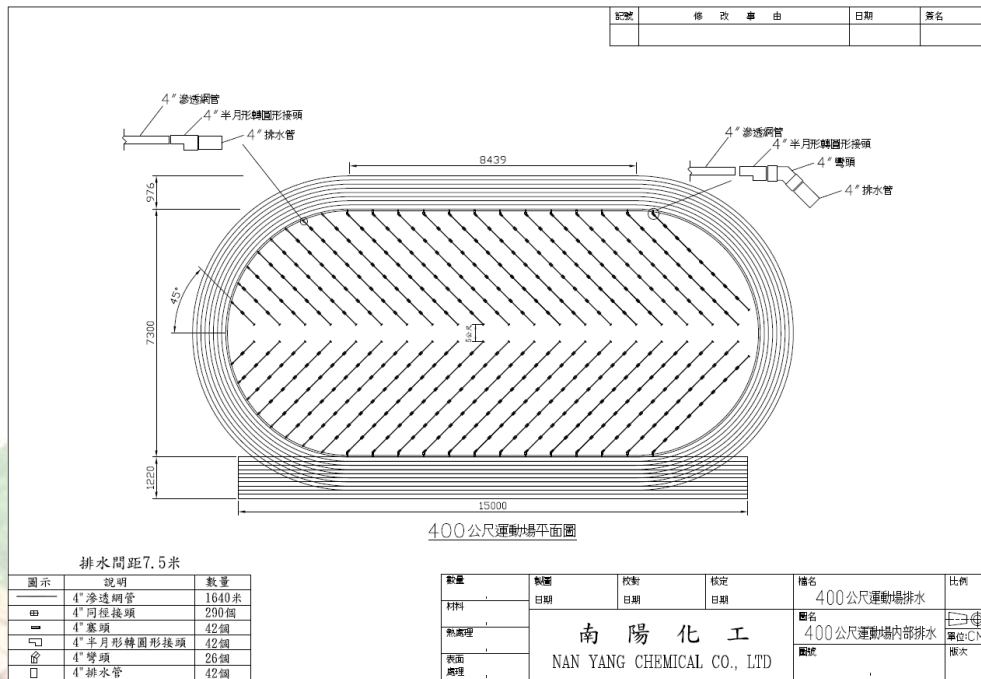 記號 修改事由 日期 簽名
4" 滲透網管
4" 半月形轉圓形接頭
4" 排水管
4" 滲透網管
4" 半月形轉圓形接頭
4" 彎頭
4" 排水管
8439
976
7300
45°
5公尺
1220
15000
400公尺運動場平面圖
排水間距7.5米
圖示 說明 數量
4"滲透網管 1640米
4"同徑接頭 290個
4"塞頭 42個
4"半月形轉圓形接頭 42個
4"彎頭 26個
4"排水管 42個
數量 製圖 校對 核定 檔名 比例
日期 日期 日期 400公尺運動場排水
材料
熱處理
表面
處理
南陽化工
NAN YANG CHEMICAL CO., LTD
圖名
400公尺運動場內部排水
單位:CM
圖號 版次